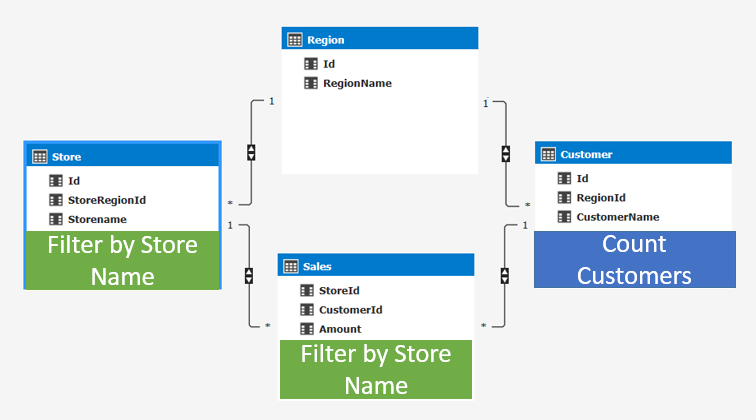 Region
Id
RegionName
1
1
Store
Id
StoreRegionId
Storename
Filter by Store
Name
*
1
Customer
Id
RegionId
CustomerName
Count
Customers
*
1
Sales
StoreId
CustomerId
Amount
Filter by Store
Name
*
*